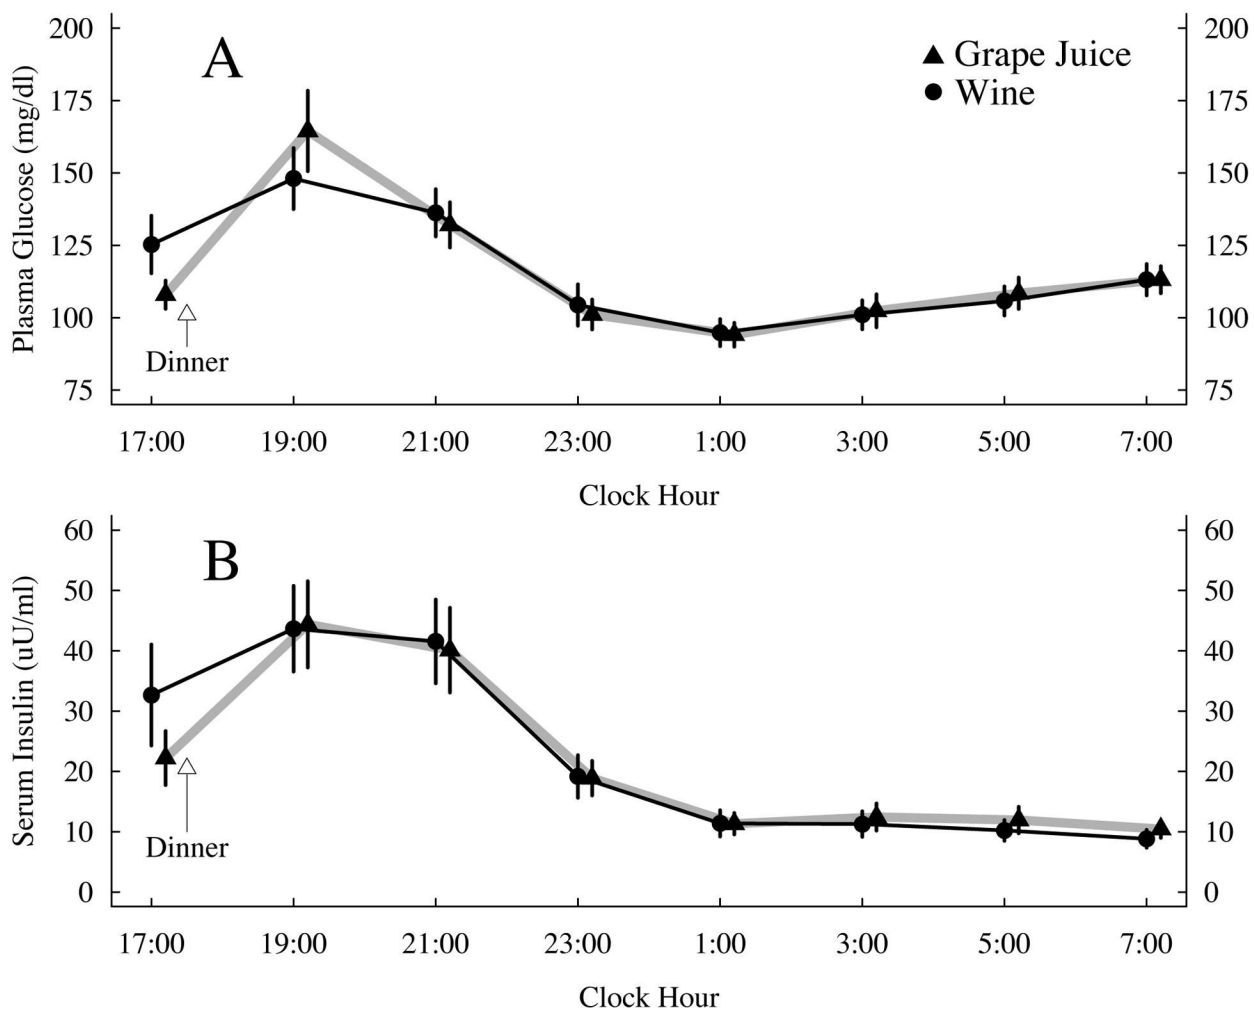 A
Grape Juice
Wine
Plasma Glucose (mg/dl)
200 200
175 175
150 150
125 125
100 100
75 75
Dinner
17:00 19:00 21:00 23:00 1:00 3:00 5:00 7:00
Clock Hour
B
Serum Insulin (uU/ml)
60 60
50 50
40 40
30 30
20 20
10 10
0 0
Dinner
17:00 19:00 21:00 23:00 1:00 3:00 5:00 7:00
Clock Hour